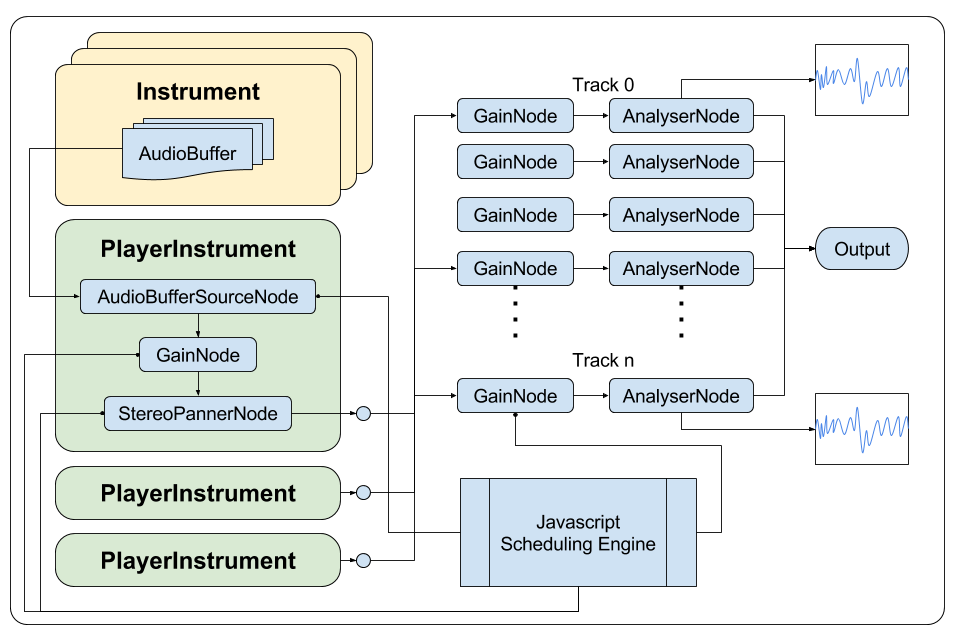 Instrument
AudioBuffer
PlayerInstrument
AudioBufferSourceNode
GainNode
StereoPannerNode
PlayerInstrument
PlayerInstrument
Track 0
GainNode
AnalyserNode
GainNode
AnalyserNode
GainNode
AnalyserNode
GainNode
AnalyserNode
Track n
GainNode
AnalyserNode
Output
Javascript
Scheduling Engine